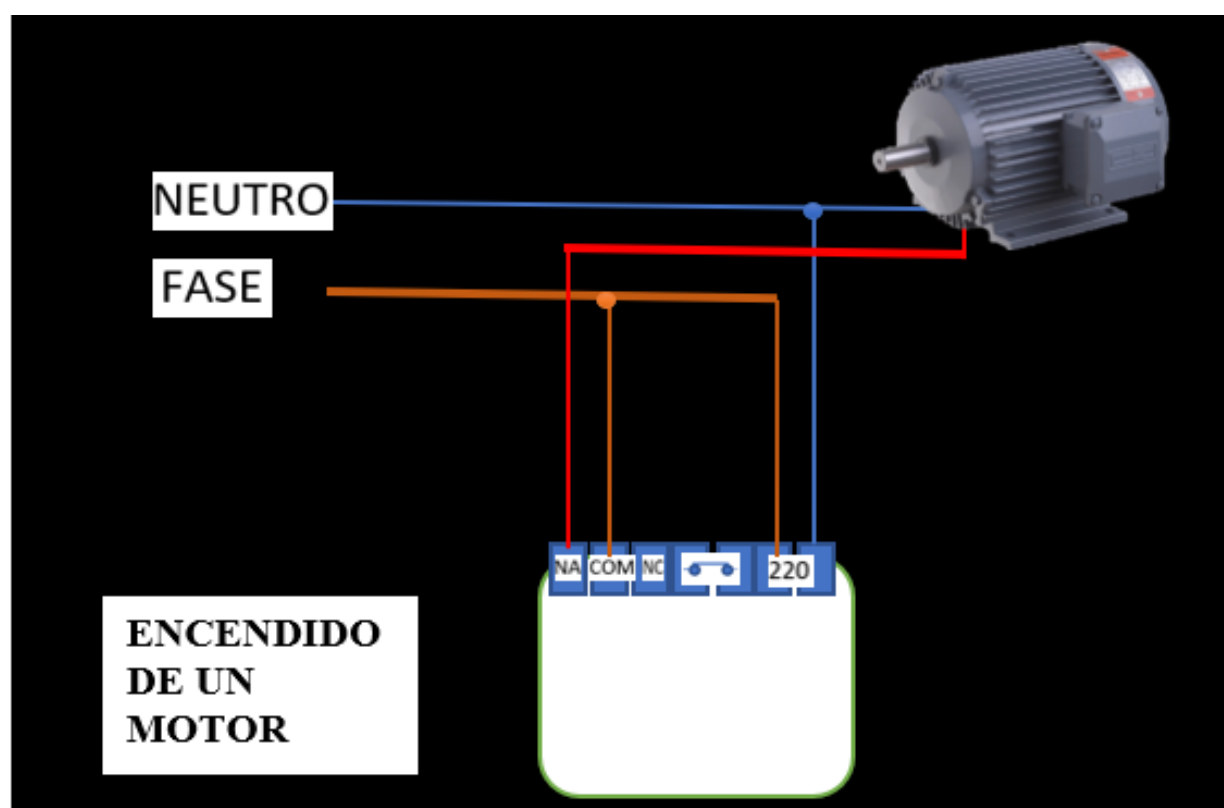 NEUTRO
FASE
NA COM NC 220
ENCENDIDO
DE UN
MOTOR